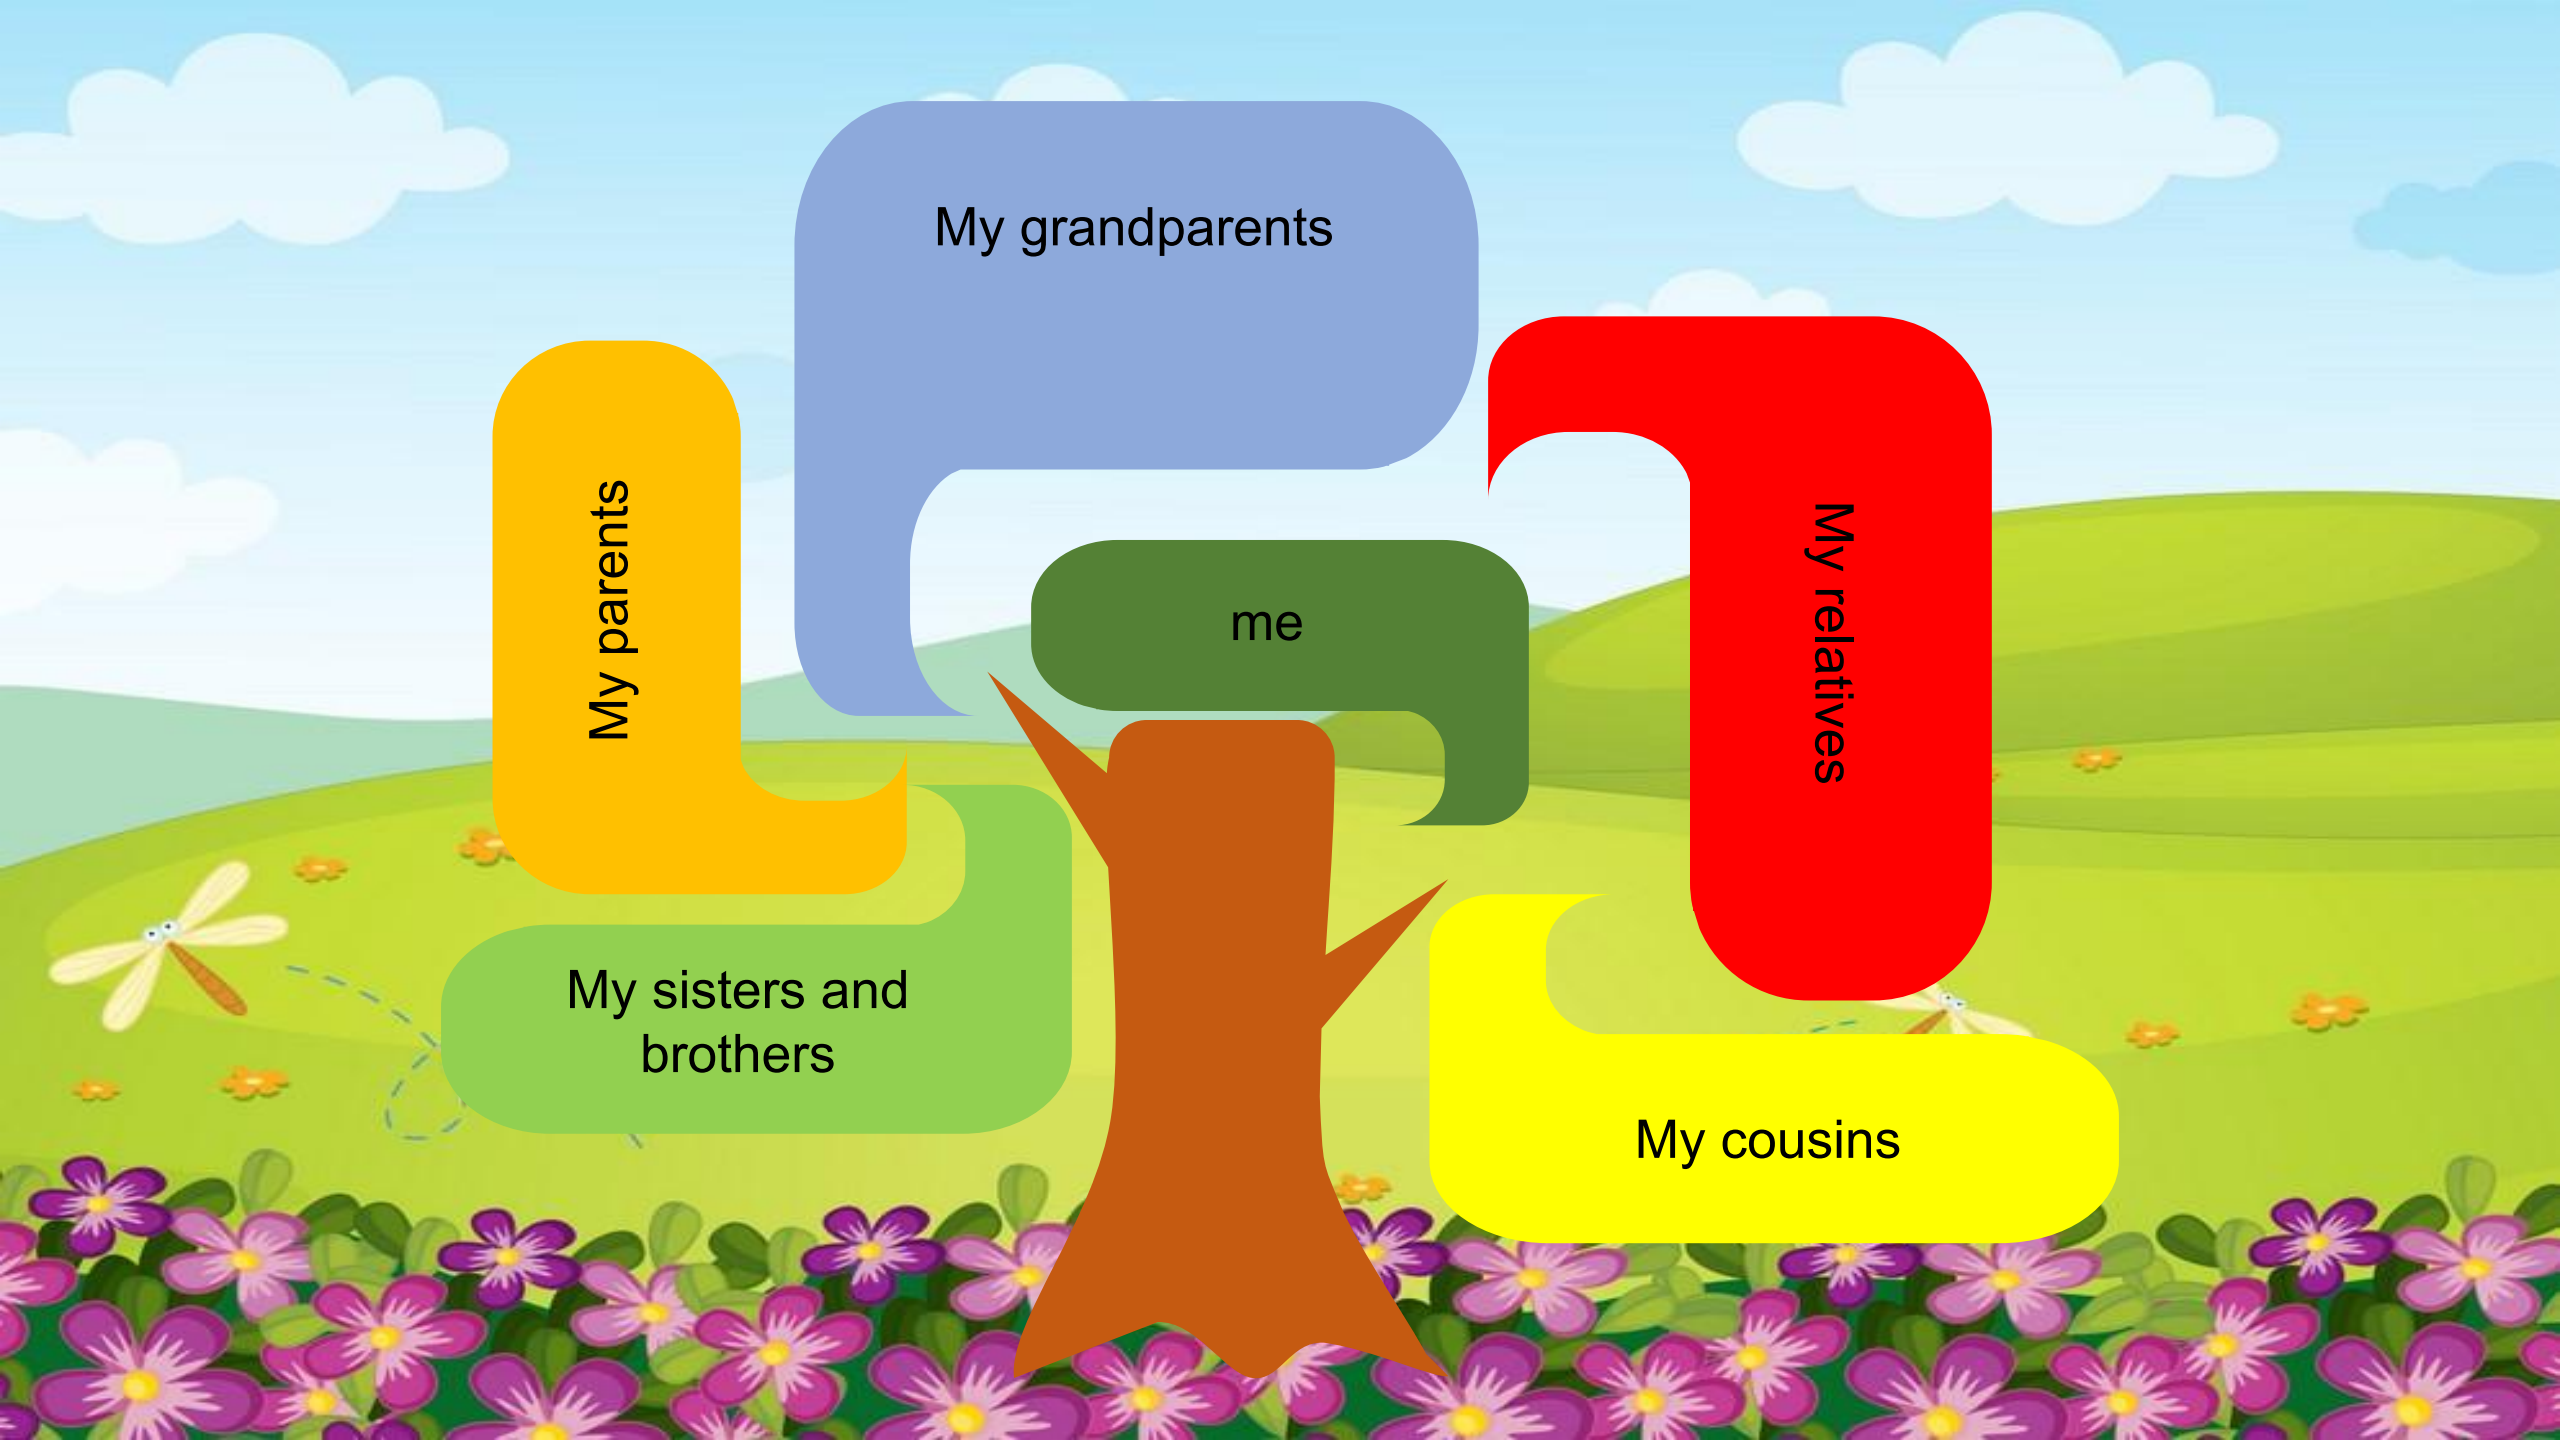 My grandparents
My parents
me
My relatives
My sisters and
brothers
My cousins